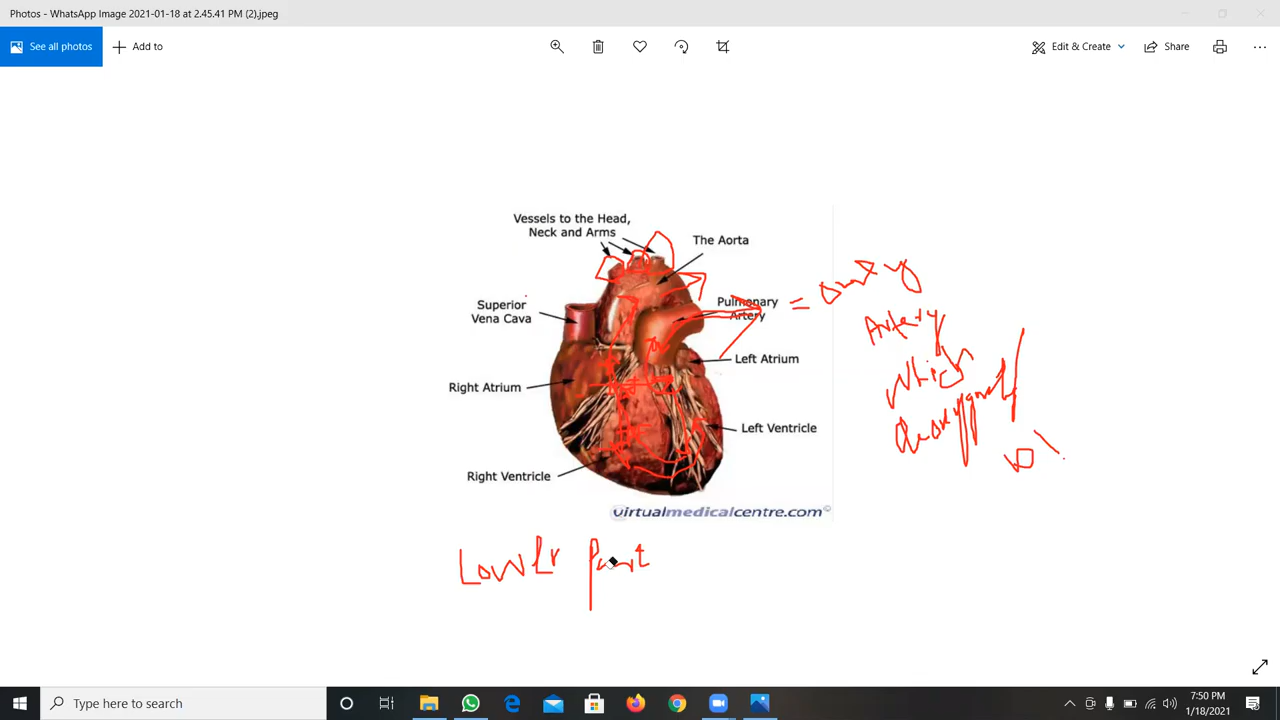 Photos - WhatsApp Image 2021-01-18 at 2.45.41 PM (2).jpeg
See all photos
Add to
Edit & Create
Share
Vessels to the Head,
Neck and Arms
The Aorta
Superior
Vena Cava
Pulmonary
Artery
= only
Artery
which
Left Atrium
Right Atrium
Left Ventricle
Right Ventricle
virtualmedicalcentre.com©
Lower Part
Type here to search
7:50 PM
1/18/2021